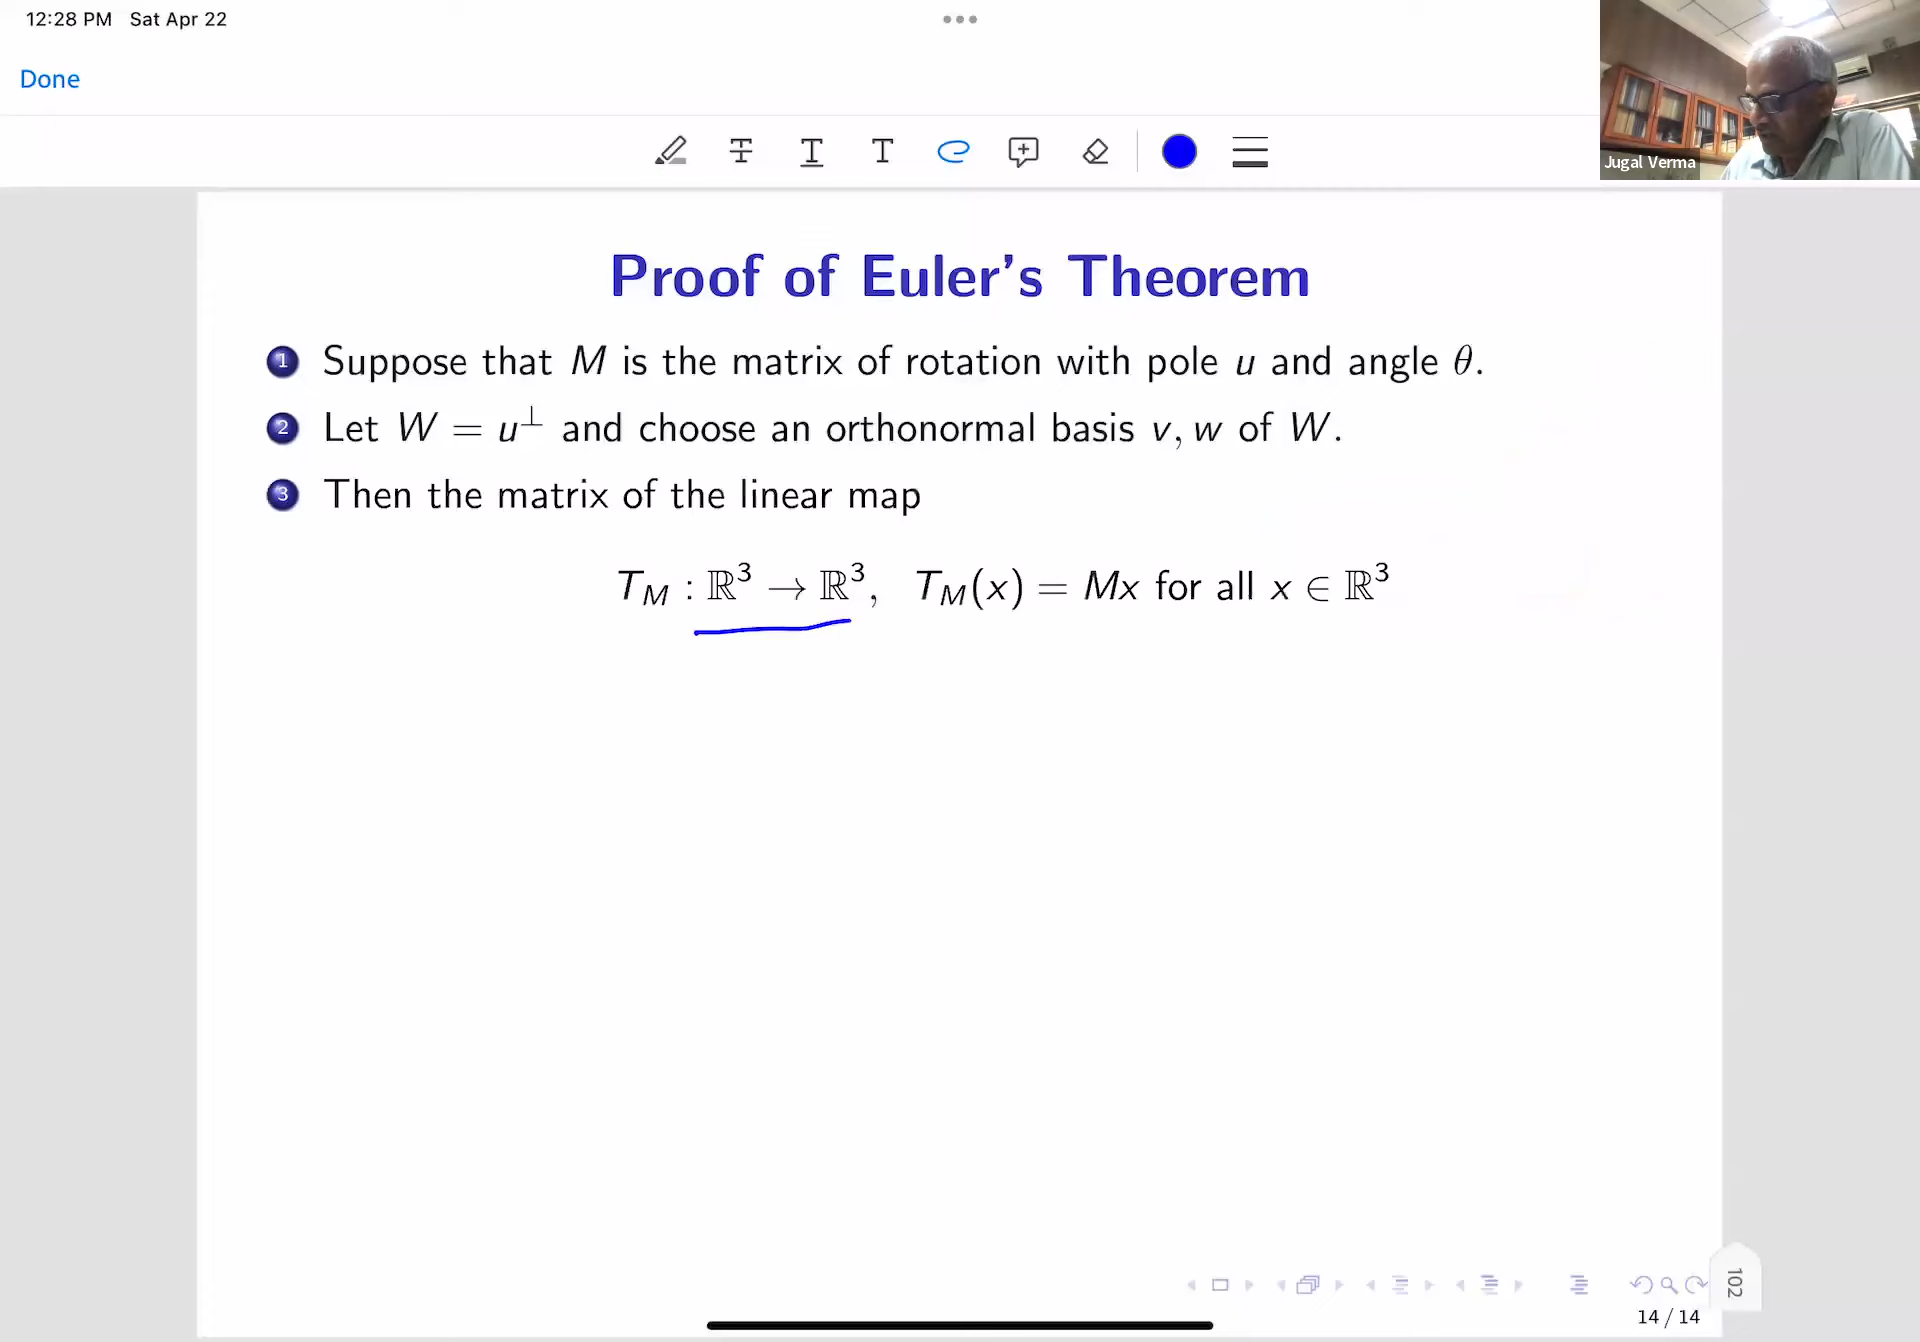 12:28 PM Sat Apr 22
Done
T T T
Jugal Verma
Proof of Euler's Theorem
1 Suppose that M is the matrix of rotation with pole u and angle θ.
2 Let W = u⊥ and choose an orthonormal basis v, w of W.
3 Then the matrix of the linear map
T_M : ℝ³ → ℝ³, T_M(x) = Mx for all x ∈ ℝ³
102
14 / 14